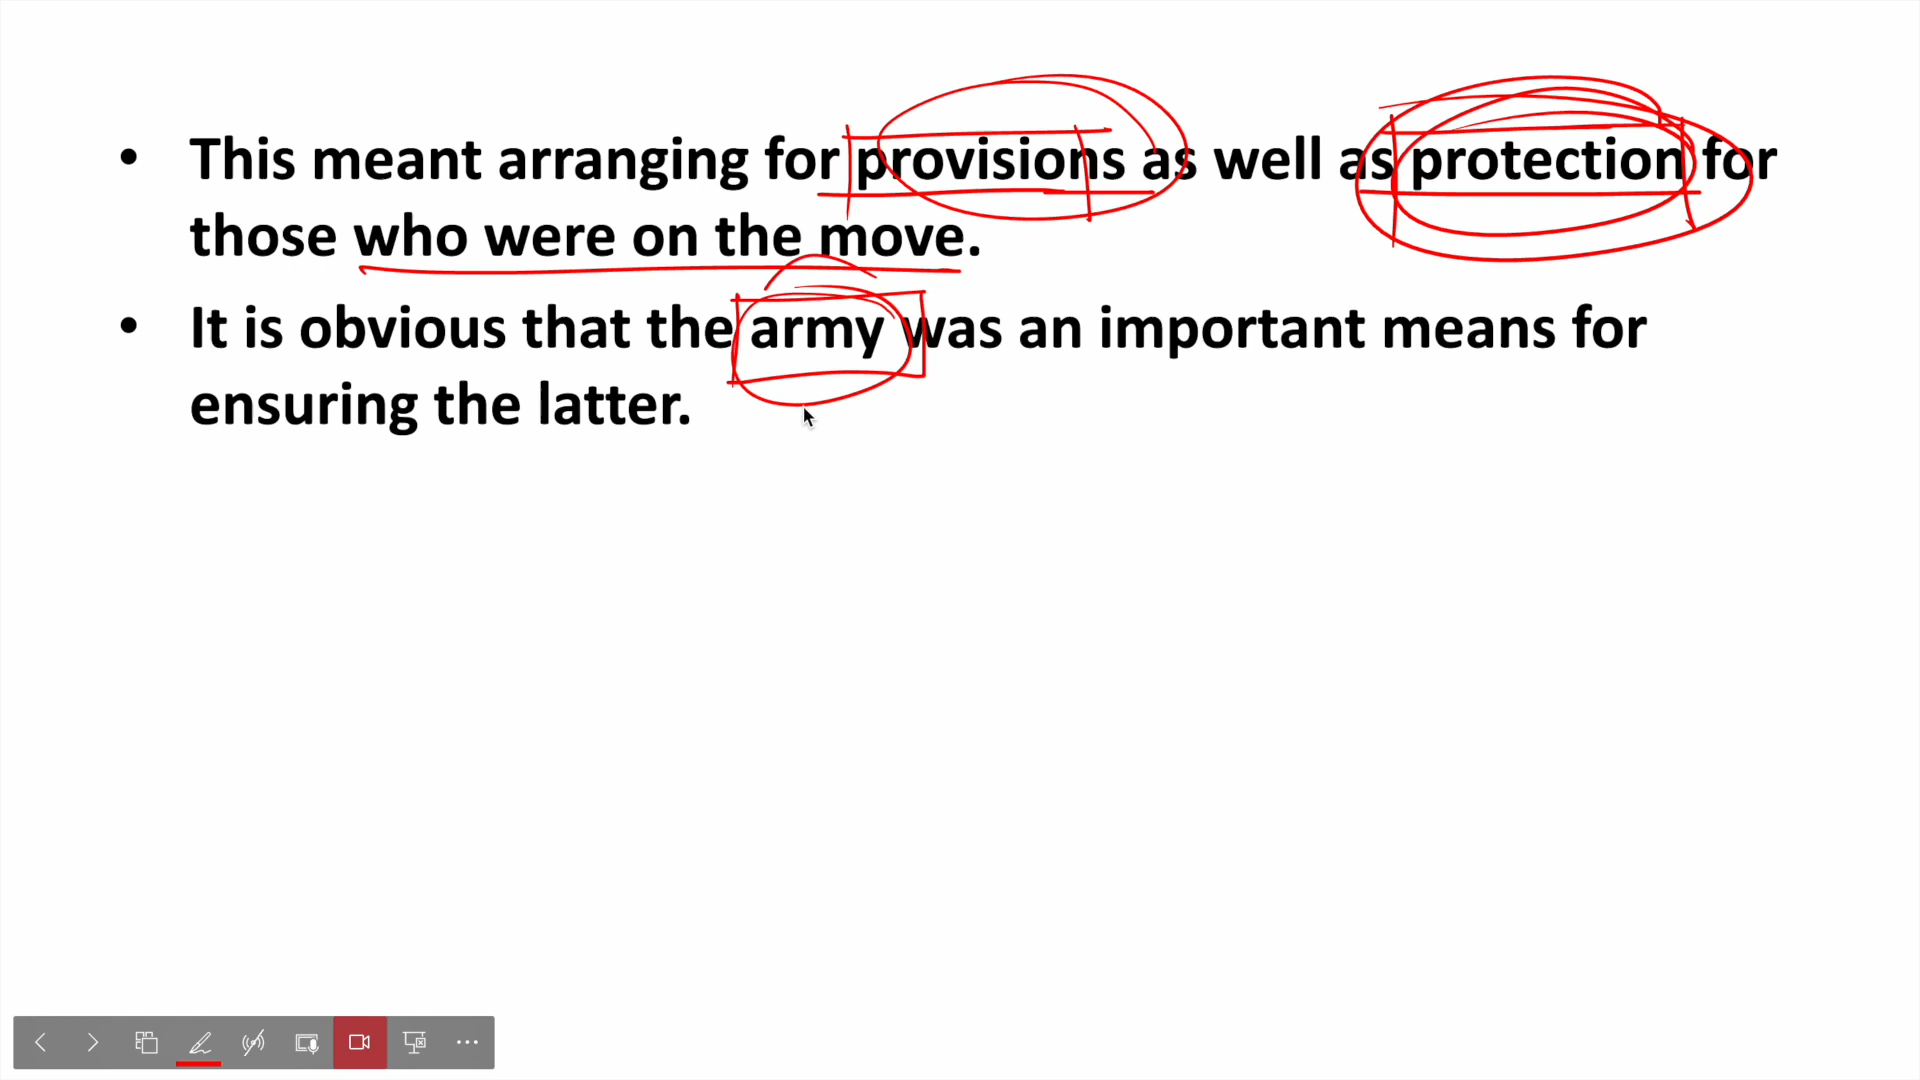 • This meant arranging for provisions as well as protection for
those who were on the move.
• It is obvious that the army was an important means for
ensuring the latter.